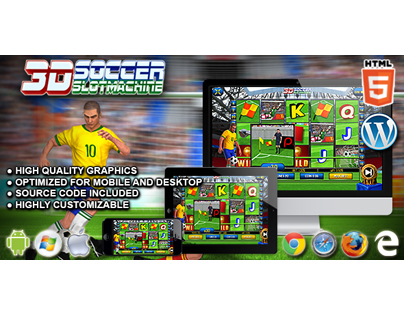 3D SOCCER
SLOTMACHINE
HTML
5
10
● HIGH QUALITY GRAPHICS
● OPTIMIZED FOR MOBILE AND DESKTOP
● SOURCE CODE INCLUDED
● HIGHLY CUSTOMIZABLE
K
J
J
WILD